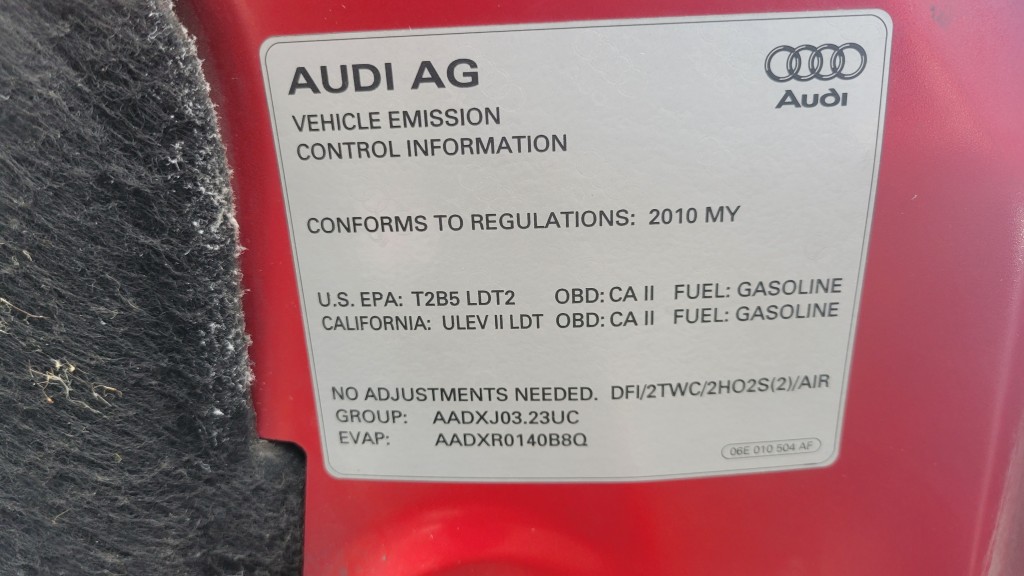 AUDI AG
Audi
VEHICLE EMISSION
CONTROL INFORMATION
CONFORMS TO REGULATIONS: 2010 MY
U.S. EPA: T2B5 LDT2 OBD: CA II FUEL: GASOLINE
CALIFORNIA: ULEV II LDT OBD: CA II FUEL: GASOLINE
NO ADJUSTMENTS NEEDED. DFI/2TWC/2HO2S(2)/AIR
GROUP: AADXJ03.23UC
EVAP: AADXR0140B8Q
06E 010 504 AF